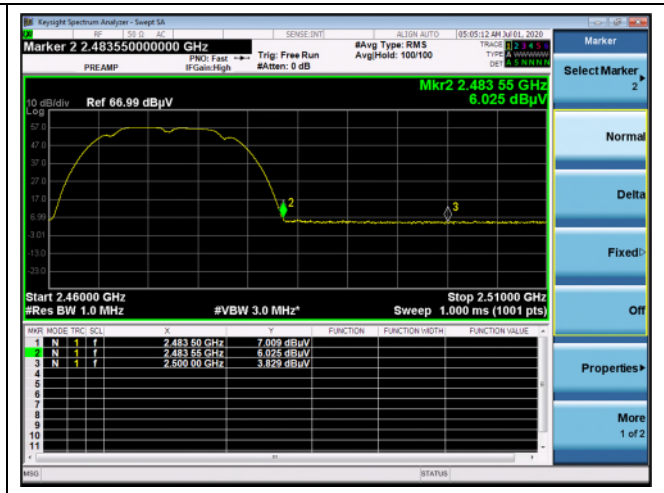 Keysight Spectrum Analyzer - Swept SA
RF 50 Ω AC SENSE:INT ALIGN AUTO 05:05:12 AM Jul 01, 2020
Marker 2 2.483550000000 GHz
PREAMP
PNO: Fast
IFGain:High
Trig: Free Run
#Atten: 0 dB
#Avg Type: RMS
Avg|Hold: 100/100
TRACE 1 2 3 4 5 6
TYPE A WWWWW
DET A S N N N N
Mkr2 2.483 55 GHz
6.025 dBµV
10 dB/div Ref 66.99 dBµV
Log
57.0
47.0
37.0
27.0
17.0
6.99
-3.01
-13.0
-23.0
2
3
Start 2.46000 GHz Stop 2.51000 GHz
#Res BW 1.0 MHz #VBW 3.0 MHz* Sweep 1.000 ms (1001 pts)
MKR MODE TRC SCL X Y FUNCTION FUNCTION WIDTH FUNCTION VALUE
1 N 1 f 2.483 50 GHz 7.009 dBµV
2 N 1 f 2.483 55 GHz 6.025 dBµV
3 N 1 f 2.500 00 GHz 3.829 dBµV
4
5
6
7
8
9
10
11
MSG STATUS
Marker
Select Marker
2
Normal
Delta
Fixed
Off
Properties
More
1 of 2